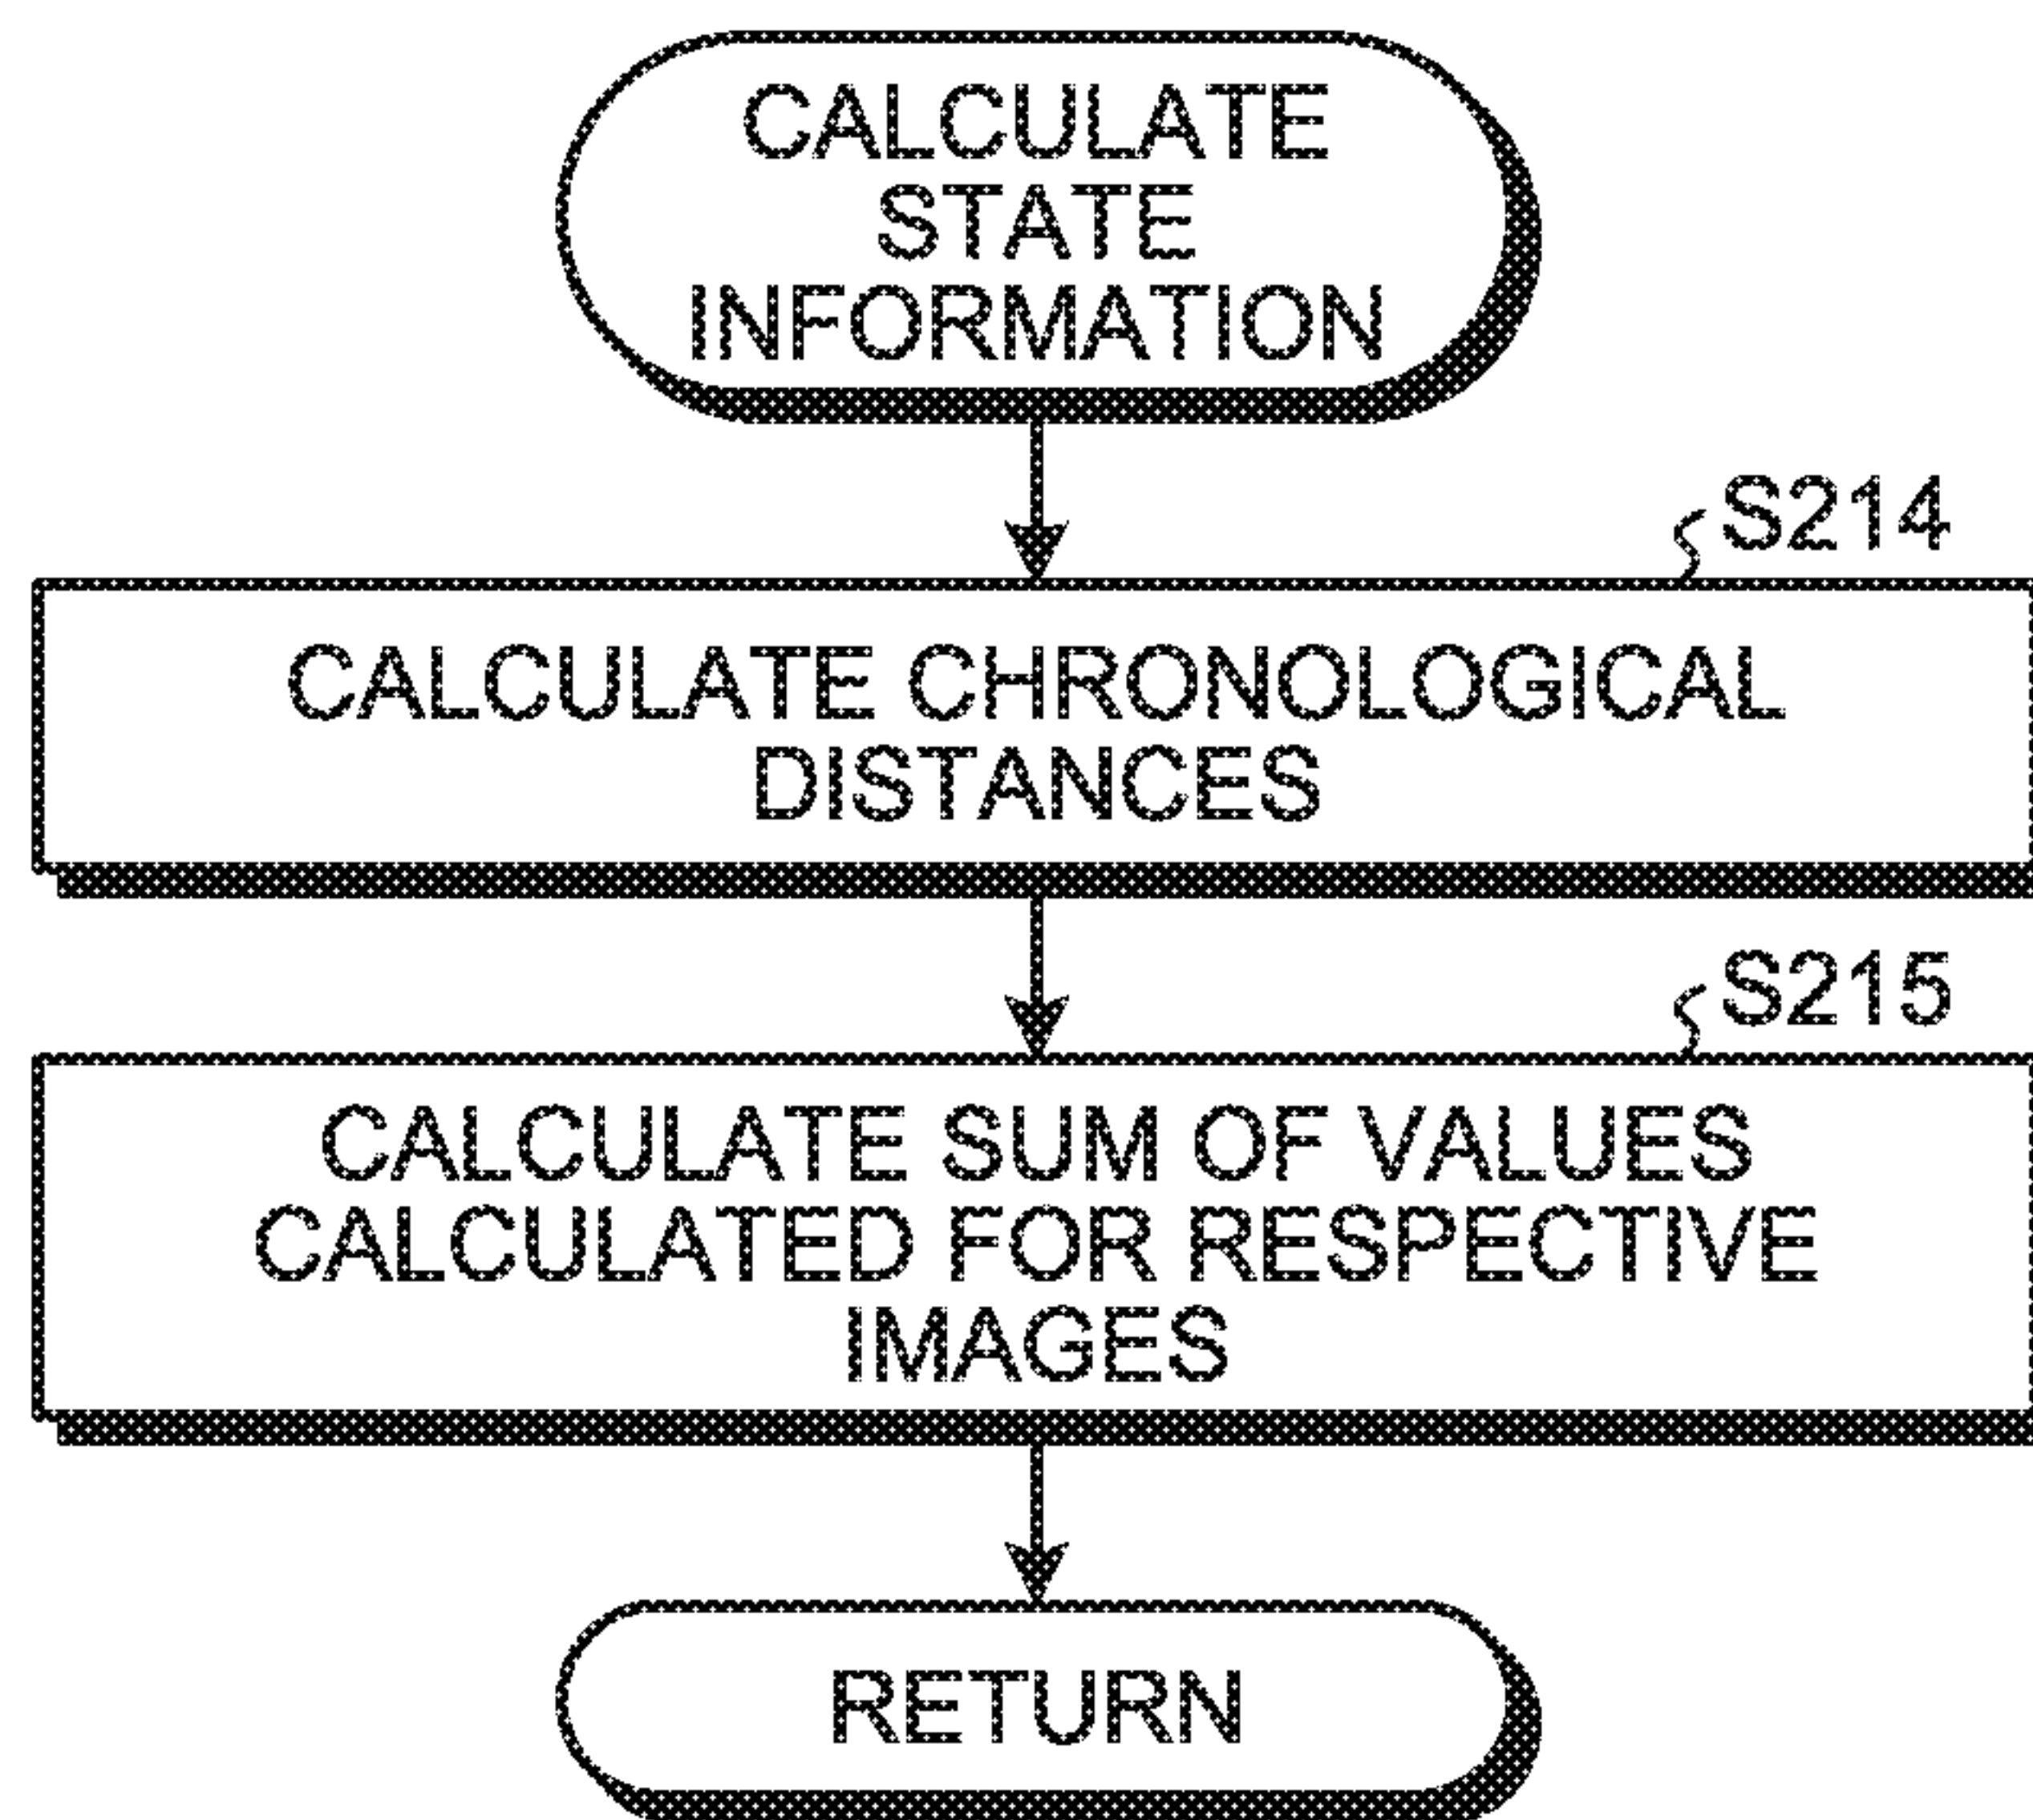 CALCULATE
STATE
INFORMATION
S214
CALCULATE CHRONOLOGICAL
DISTANCES
S215
CALCULATE SUM OF VALUES
CALCULATED FOR RESPECTIVE
IMAGES
RETURN